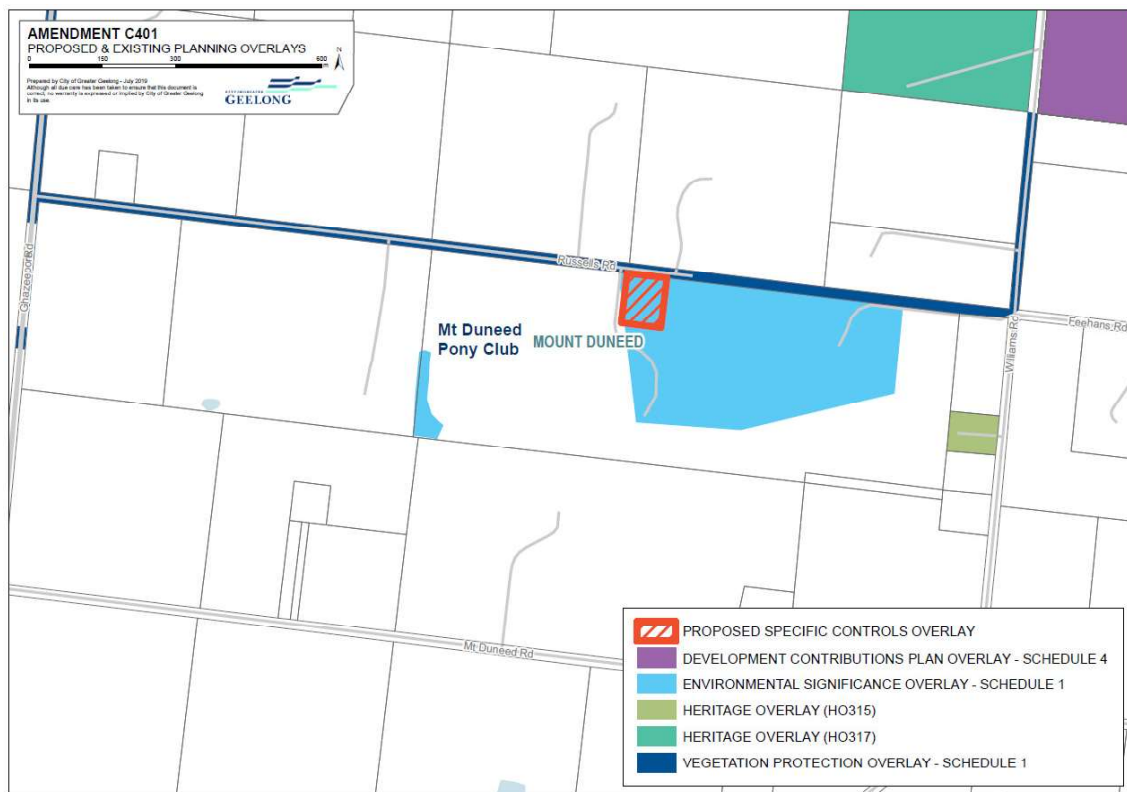 AMENDMENT C401
PROPOSED & EXISTING PLANNING OVERLAYS
0 150 300 600
m
N
Prepared by City of Greater Geelong - July 2019
Although all due care has been taken to ensure that this document is
correct, no warranty is expressed or implied by City of Greater Geelong
in its use
CITY OF GREATER
GEELONG
Ghazeepore Rd
Russells Rd
Mt Duneed
Pony Club
MOUNT DUNEED
Feehans Rd
Williams Rd
Mt Duneed Rd
PROPOSED SPECIFIC CONTROLS OVERLAY
DEVELOPMENT CONTRIBUTIONS PLAN OVERLAY - SCHEDULE 4
ENVIRONMENTAL SIGNIFICANCE OVERLAY - SCHEDULE 1
HERITAGE OVERLAY (HO315)
HERITAGE OVERLAY (HO317)
VEGETATION PROTECTION OVERLAY - SCHEDULE 1